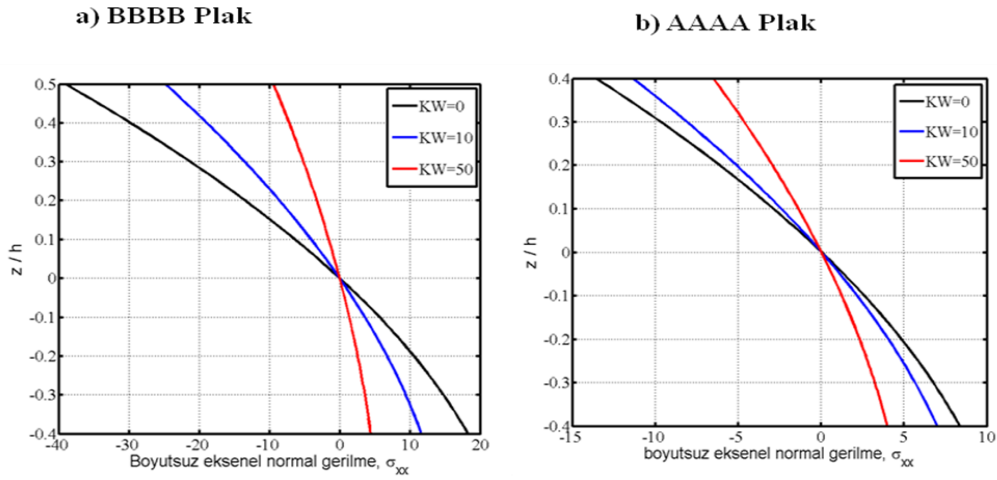 a) BBBB Plak
0.5
0.4
0.3
0.2
0.1
0
-0.1
-0.2
-0.3
-0.4
z / h
-40 -30 -20 -10 0 10 20
Boyutsuz eksenel normal gerilme, σxx
KW=0
KW=10
KW=50
b) AAAA Plak
0.4
0.3
0.2
0.1
0
-0.1
-0.2
-0.3
-0.4
z / h
-15 -10 -5 0 5 10
boyutsuz eksenel normal gerilme, σxx
KW=0
KW=10
KW=50